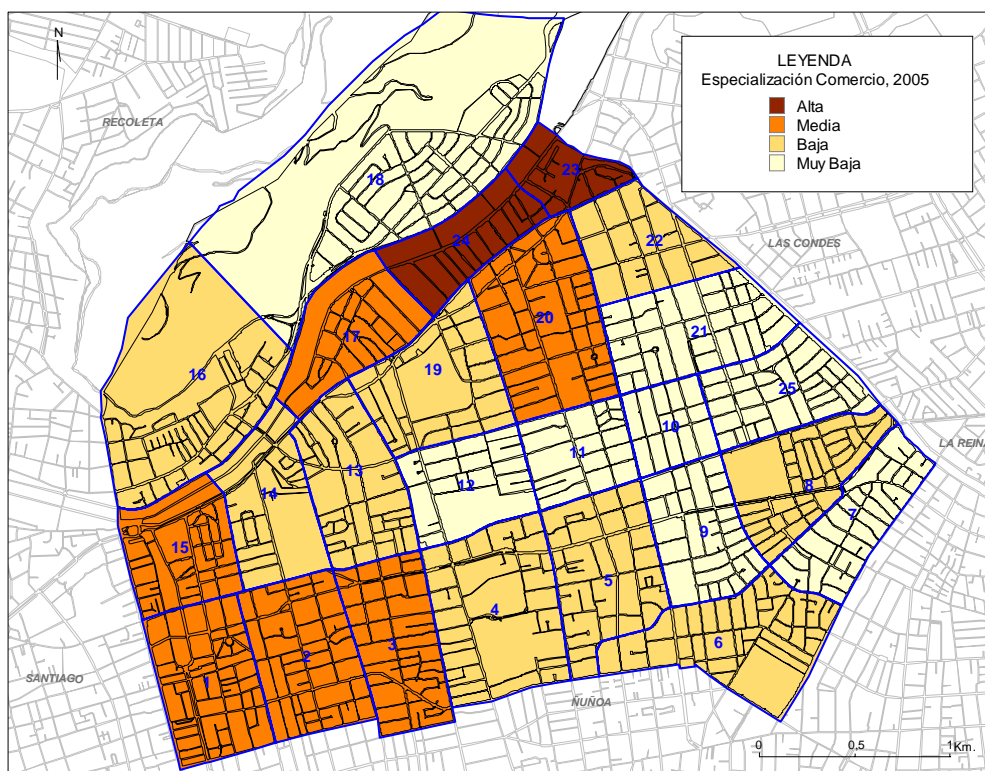 N
LEYENDA
Especialización Comercio, 2005
Alta
Media
Baja
Muy Baja
RECOLETA
LAS CONDES
LA REINA
SANTIAGO
ÑUÑOA
18
23
24
22
17
20
21
16
19
25
10
13
11
12
14
8
15
9
7
5
4
6
3
2
1
0
0,5
1
Km.